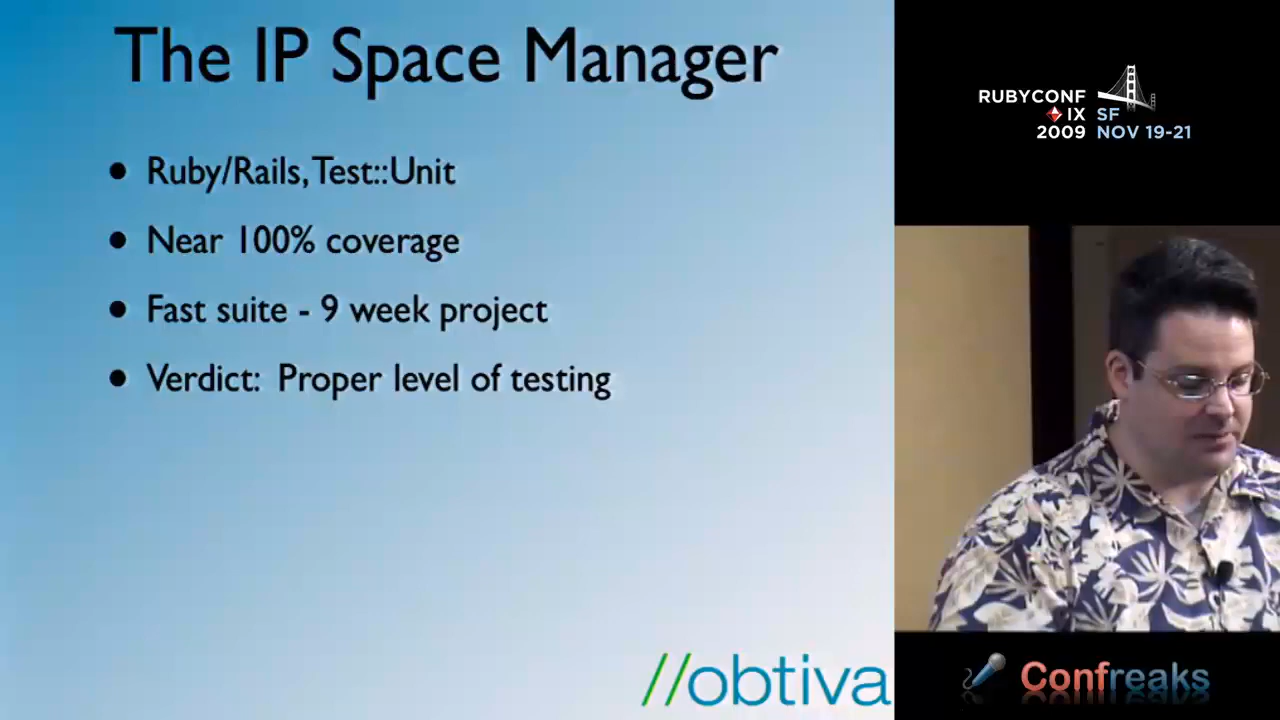 The IP Space Manager
• Ruby/Rails, Test::Unit
• Near 100% coverage
• Fast suite - 9 week project
• Verdict: Proper level of testing
//obtiva
RUBYCONF
IX SF
2009 NOV 19-21
Confreaks